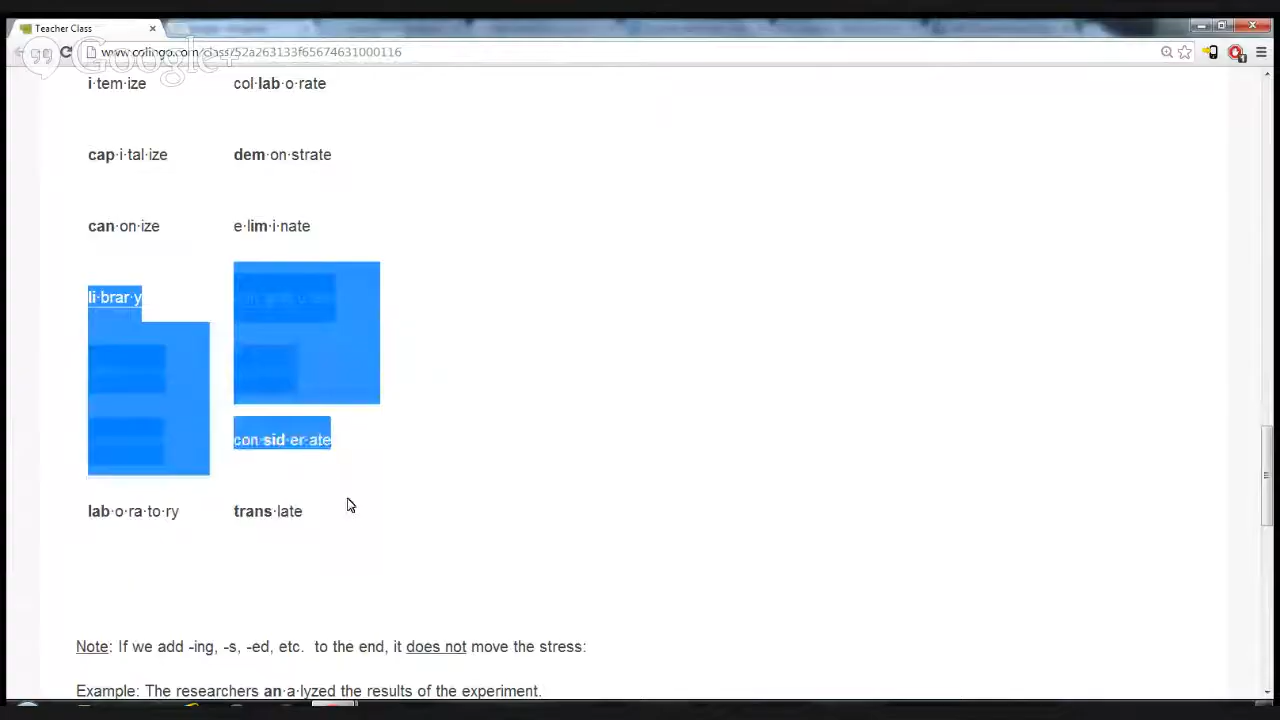 Teacher Class
www.colingo.com/class/52a263133f65674631000116
Google+
i·tem·ize col·lab·o·rate
cap·i·tal·ize dem·on·strate
can·on·ize e·lim·i·nate
li·brar·y
con·sid·er·ate
lab·o·ra·to·ry trans·late
Note: If we add -ing, -s, -ed, etc. to the end, it does not move the stress:
Example: The researchers an·a·lyzed the results of the experiment.